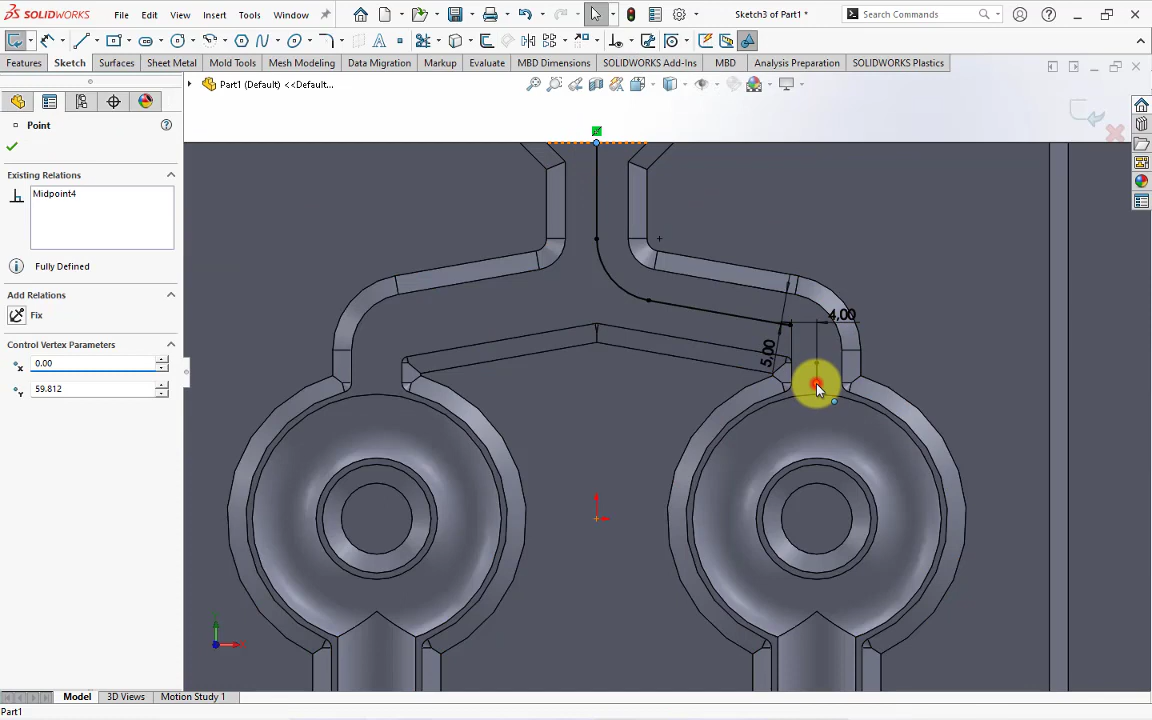 SOLIDWORKS
File Edit View Insert Tools Window
Sketch3 of Part1 *
Search Commands
Features Sketch Surfaces Sheet Metal Mold Tools Mesh Modeling Data Migration Markup Evaluate MBD Dimensions SOLIDWORKS Add-Ins MBD Analysis Preparation SOLIDWORKS Plastics
Part1 (Default) <<Default...
Point
Existing Relations
Midpoint4
Fully Defined
Add Relations
Fix
Control Vertex Parameters
0.00
59.812
4,00
5,00
Model 3D Views Motion Study 1
Part1